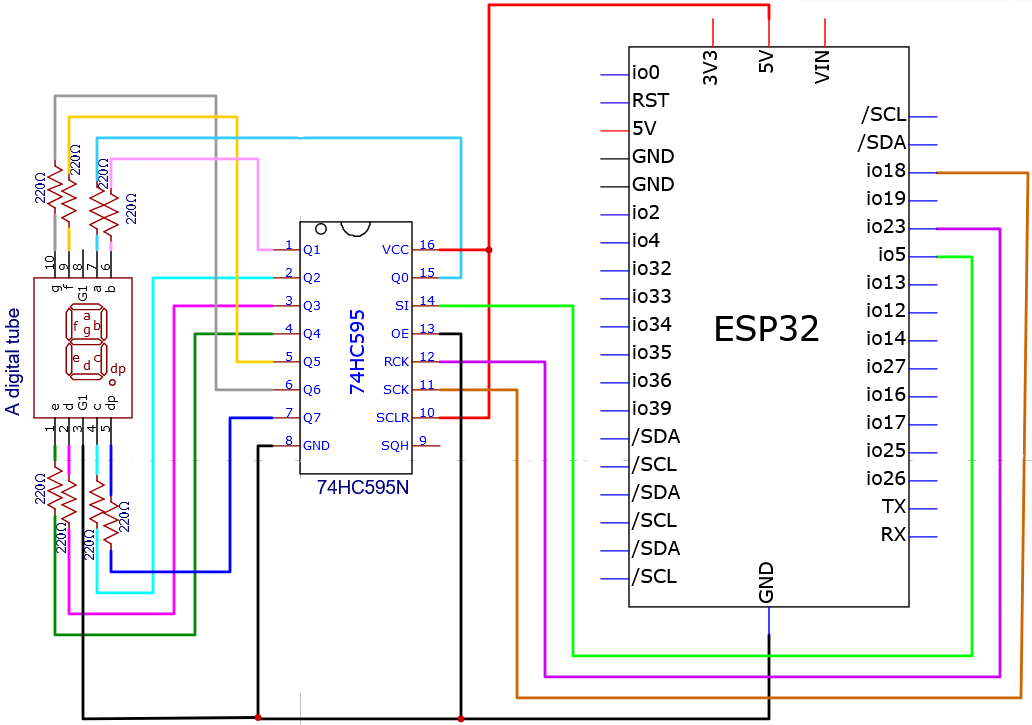 3V3
5V
VIN
io0
RST
5V
GND
GND
io2
io4
io32
io33
io34
io35
io36
io39
/SDA
/SCL
/SDA
/SCL
/SDA
/SCL
ESP32
/SCL
/SDA
io18
io19
io23
io5
io13
io12
io14
io27
io16
io17
io25
io26
TX
RX
GND
220Ω
220Ω
220Ω
220Ω
10
9
8
7
6
g
f
G1
a
b
a
f
b
g
e
c
d
dp
A digital tube
e
d
G1
c
dp
1
2
3
4
5
220Ω
220Ω
220Ω
220Ω
1 Q1
2 Q2
3 Q3
4 Q4
5 Q5
6 Q6
7 Q7
8 GND
74HC595
VCC 16
Q0 15
SI 14
OE 13
RCK 12
SCK 11
SCLR 10
SQH 9
74HC595N